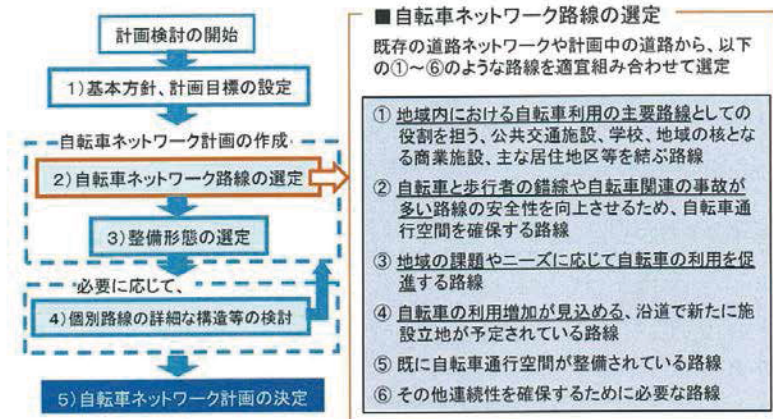 計画検討の開始
1)基本方針、計画目標の設定
自転車ネットワーク計画の作成
2)自転車ネットワーク路線の選定
3)整備形態の選定
必要に応じて、
4)個別路線の詳細な構造等の検討
5)自転車ネットワーク計画の決定
■自転車ネットワーク路線の選定
既存の道路ネットワークや計画中の道路から、以下
の①～⑥のような路線を適宜組み合わせて選定
① 地域内における自転車利用の主要路線としての
役割を担う、公共交通施設、学校、地域の核とな
る商業施設、主な居住地区等を結ぶ路線
② 自転車と歩行者の錯綜や自転車関連の事故が
多い路線の安全性を向上させるため、自転車通
行空間を確保する路線
③ 地域の課題やニーズに応じて自転車の利用を促
進する路線
④ 自転車の利用増加が見込める、沿道で新たに施
設立地が予定されている路線
⑤ 既に自転車通行空間が整備されている路線
⑥ その他連続性を確保するために必要な路線